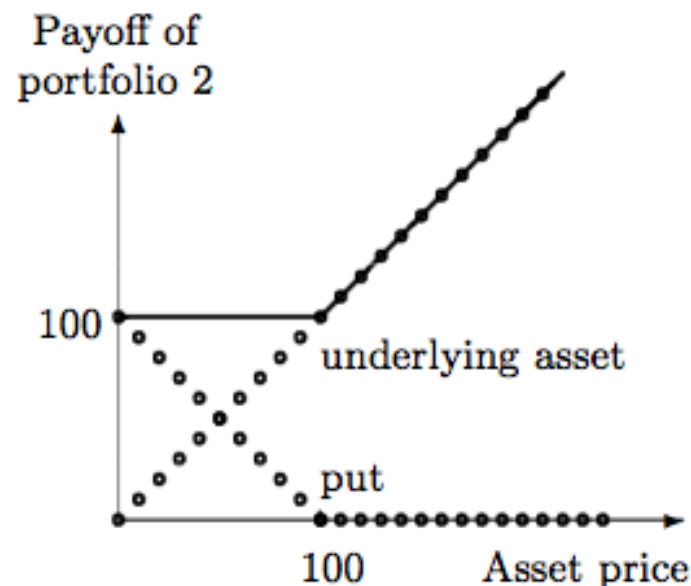 Payoff of
portfolio 2
100
underlying asset
put
100
Asset price